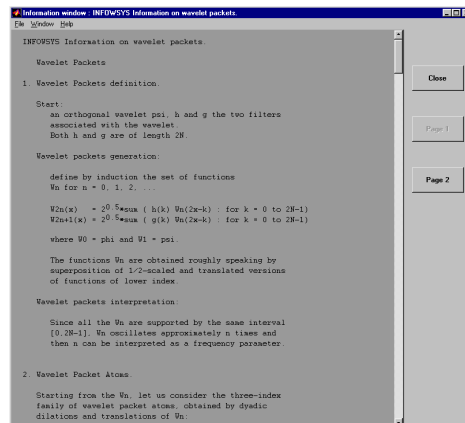 Information window : INFOWSYS Information on wavelet packets.
File Window Help
INFOWSYS Information on wavelet packets.
Wavelet Packets
1. Wavelet Packets definition.
Start:
an orthogonal wavelet psi, h and g the two filters
associated with the wavelet.
Both h and g are of length 2N.
Wavelet packets generation:
define by induction the set of functions
Wn for n = 0, 1, 2, ...
W2n(x) = 2^0.5*sum ( h(k) Wn(2x-k) : for k = 0 to 2N-1)
W2n+1(x) = 2^0.5*sum ( g(k) Wn(2x-k) : for k = 0 to 2N-1)
where W0 = phi and W1 = psi.
The functions Wn are obtained roughly speaking by
superposition of 1/2-scaled and translated versions
of functions of lower index.
Wavelet packets interpretation:
Since all the Wn are supported by the same interval
[0,2N-1], Wn oscillates approximately n times and
then n can be interpreted as a frequency parameter.
2. Wavelet Packet Atoms.
Starting from the Wn, let us consider the three-index
family of wavelet packet atoms, obtained by dyadic
dilations and translations of Wn:
Close
Page 1
Page 2